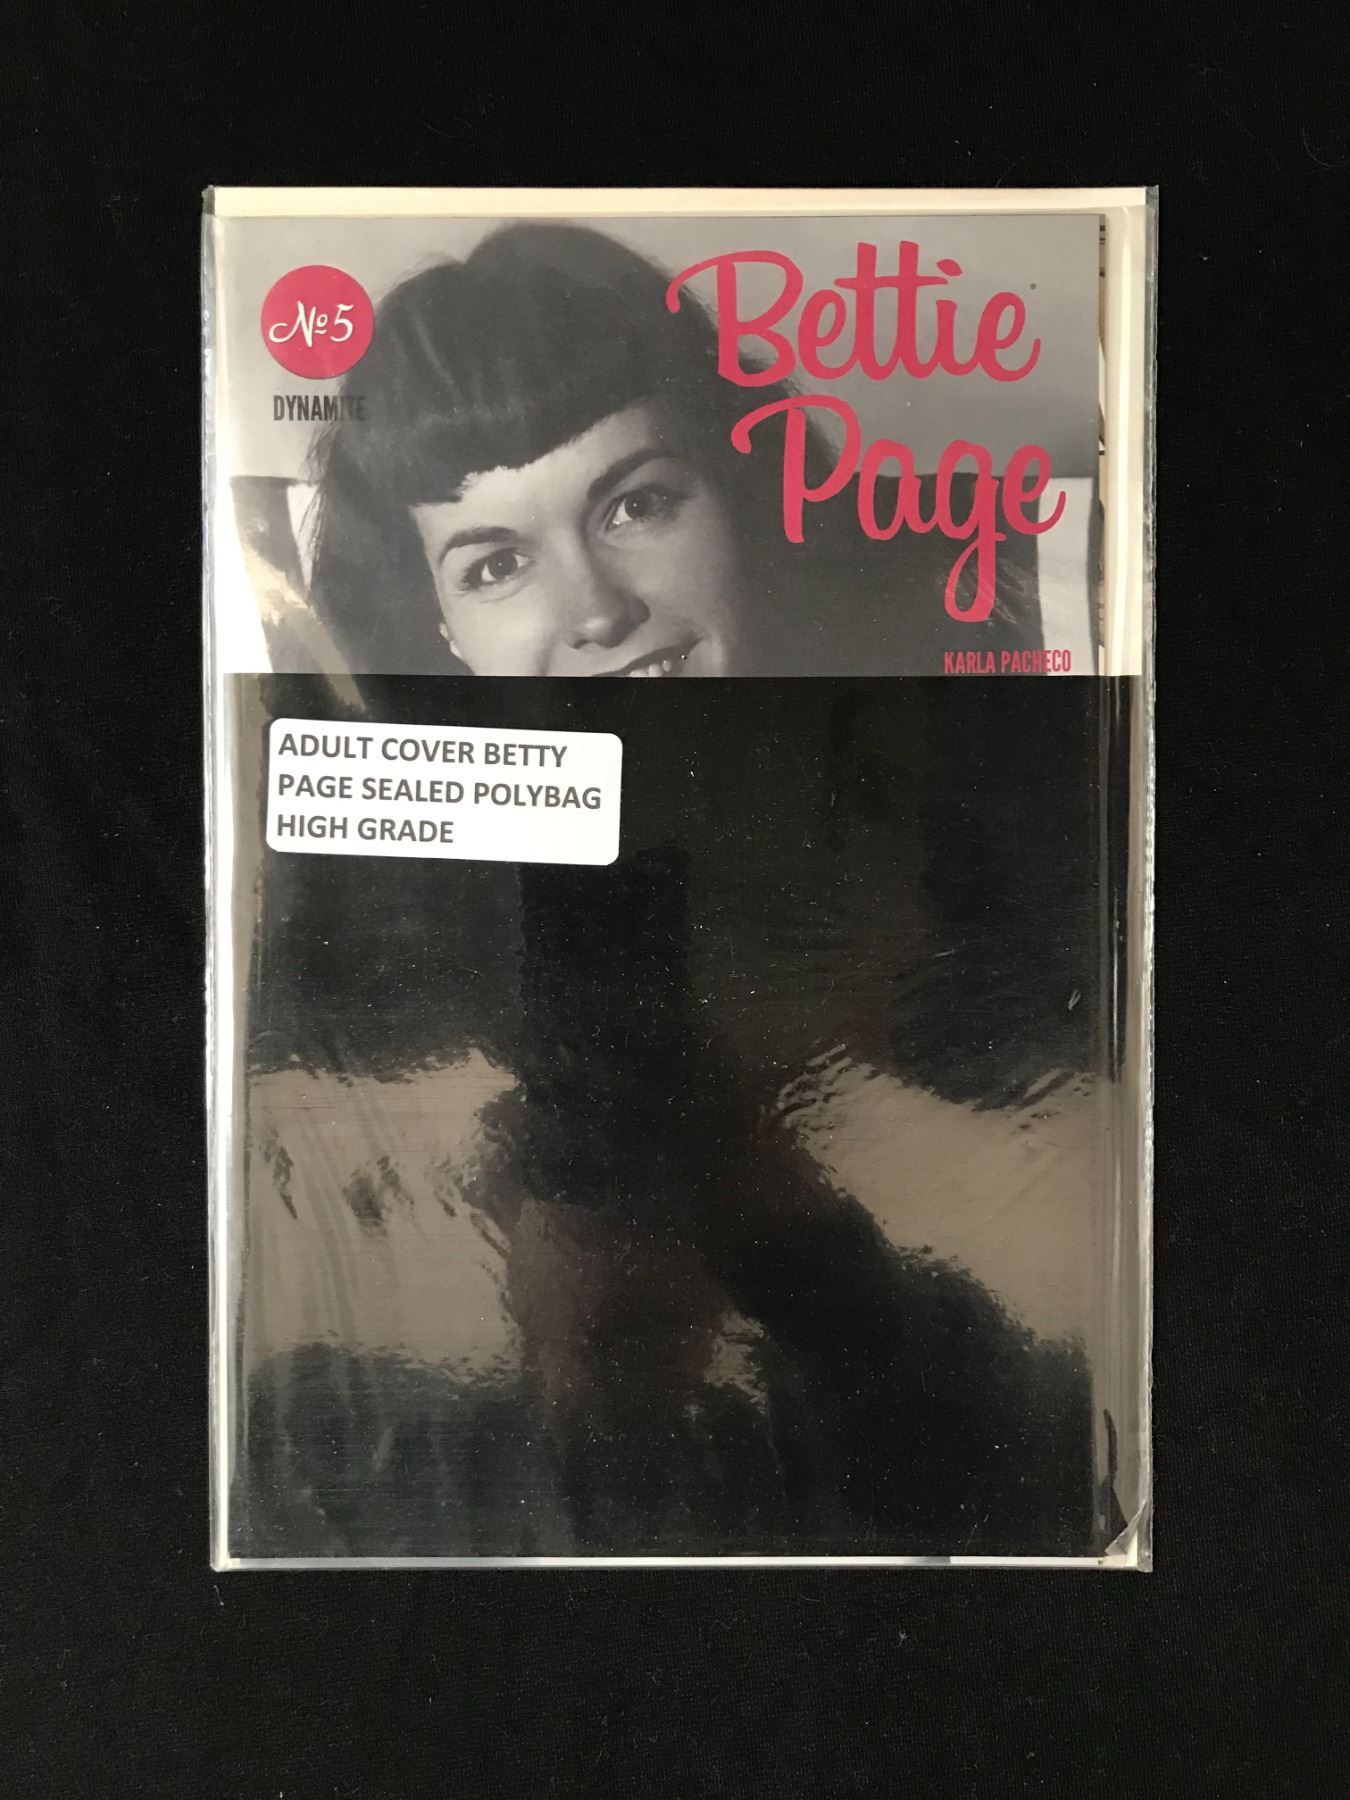 Nº5
DYNAMITE
Bettie
Page
KARLA PACHECO
ADULT COVER BETTY
PAGE SEALED POLYBAG
HIGH GRADE